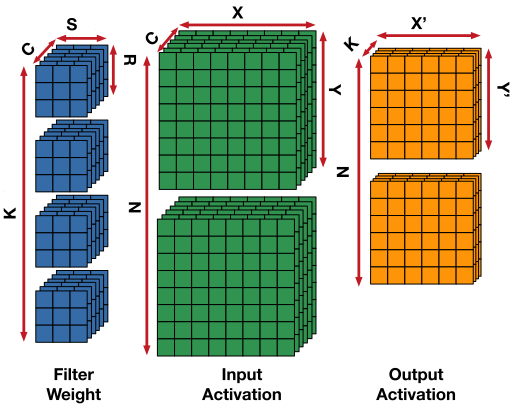 S
C
R
K
Filter
Weight
X
C
Y
N
Input
Activation
X'
K
Y'
N
Output
Activation